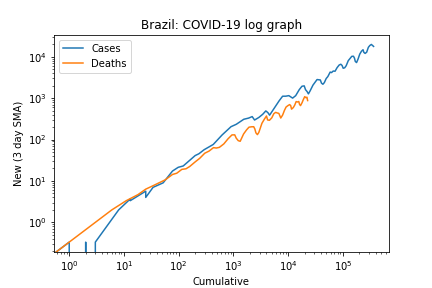 Brazil: COVID-19 log graph
Cases
Deaths
New (3 day SMA)
10⁴
10³
10²
10¹
10⁰
10⁰ 10¹ 10² 10³ 10⁴ 10⁵
Cumulative